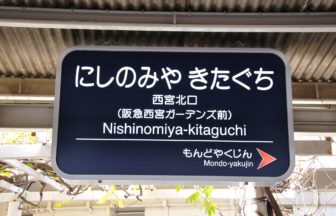 にしのみや きたぐち
西宮北口
(阪急西宮ガーデンズ前)
Nishinomiya-kitaguchi
もんどやくじん
Mondo-yakujin